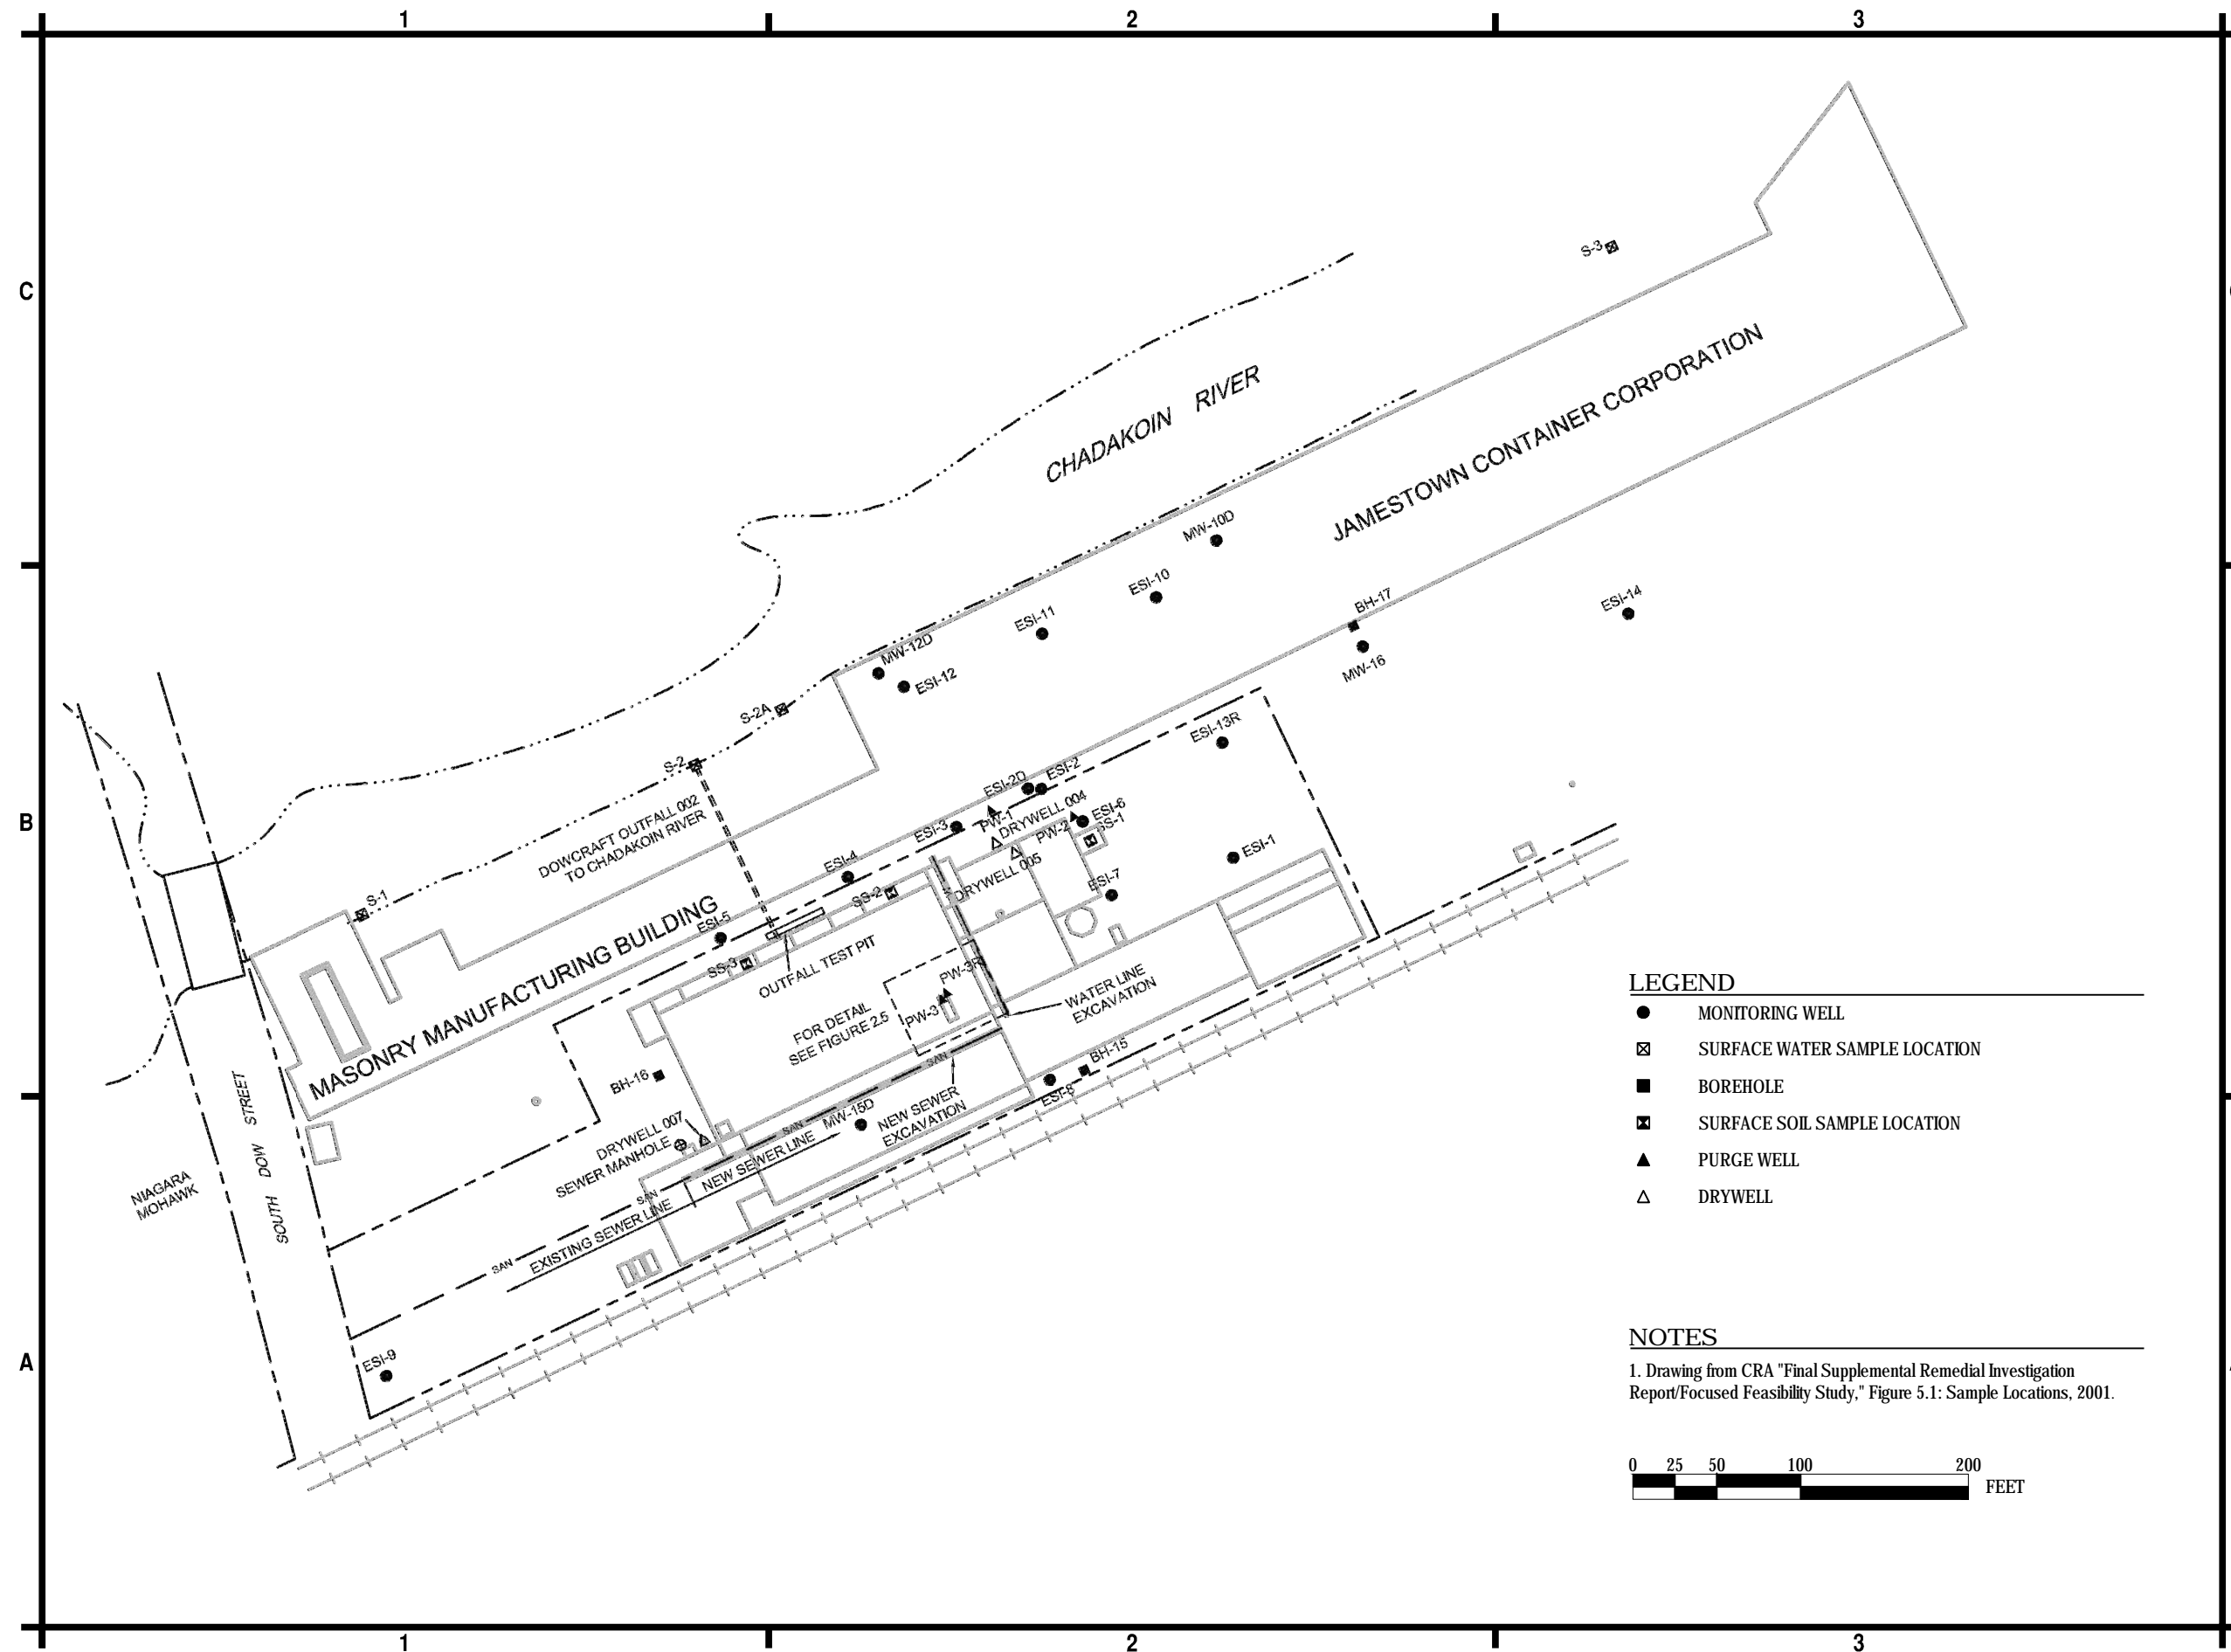 1
2
3
C
B
A
S-3
CHADAKOIN RIVER
JAMESTOWN CONTAINER CORPORATION
MW-10D
ESI-10
ESI-11
BH-17
ESI-14
MW-12D
ESI-12
MW-16
S-2A
ESI-13R
S-2
ESI-2D
ESI-2
DOWCRAFT OUTFALL 002
TO CHADAKOIN RIVER
ESI-3
PW-1
DRYWELL 004
PW-2
ESI-6
SS-1
ESI-4
DRYWELL 005
ESI-1
SS-2
ESI-7
S-1
MASONRY MANUFACTURING BUILDING
ESI-5
SS-3
OUTFALL TEST PIT
PW-3R
PW-3
FOR DETAIL
SEE FIGURE 2.5
WATER LINE
EXCAVATION
BH-16
SAN
BH-15
ESI-8
SOUTH DOW STREET
NIAGARA
MOHAWK
DRYWELL 007
SEWER MANHOLE
MW-15D
NEW SEWER
EXCAVATION
SAN
NEW SEWER LINE
SAN
EXISTING SEWER LINE
SAN
ESI-9
LEGEND
MONITORING WELL
SURFACE WATER SAMPLE LOCATION
BOREHOLE
SURFACE SOIL SAMPLE LOCATION
PURGE WELL
DRYWELL
NOTES
1. Drawing from CRA "Final Supplemental Remedial Investigation
Report/Focused Feasibility Study," Figure 5.1: Sample Locations, 2001.
0 25 50 100 200
FEET
1
2
3